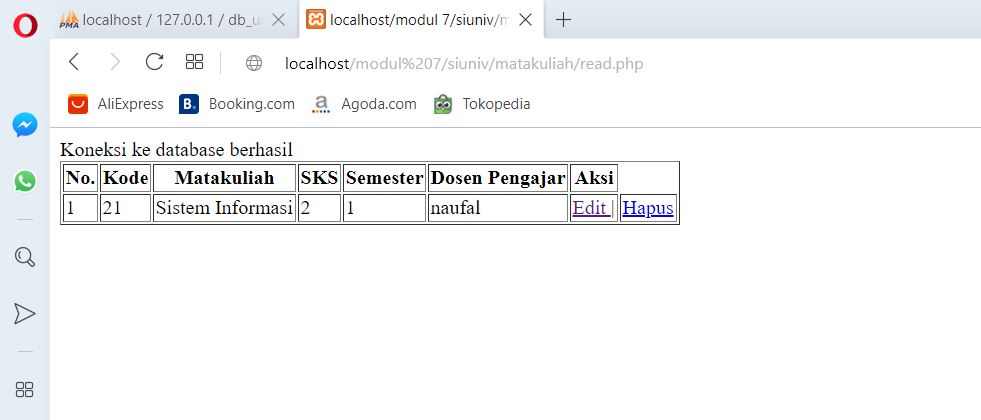 PMA localhost / 127.0.0.1 / db_u localhost/modul 7/siuniv/m
localhost/modul%207/siuniv/matakuliah/read.php
AliExpress B. Booking.com a Agoda.com Tokopedia
Koneksi ke database berhasil
No. Kode Matakuliah SKS Semester Dosen Pengajar Aksi
1 21 Sistem Informasi 2 1 naufal Edit | Hapus